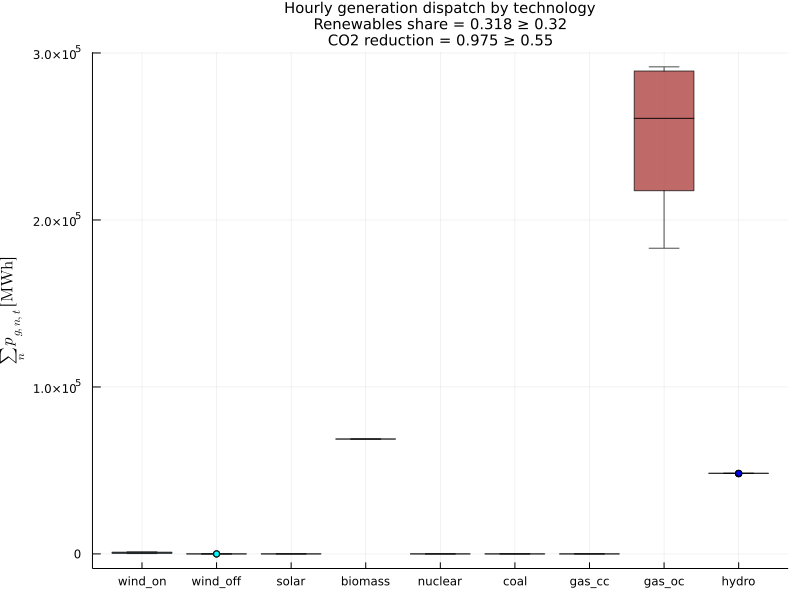 Hourly generation dispatch by technology
Renewables share = 0.318 ≥ 0.32
CO2 reduction = 0.975 ≥ 0.55
3.0×10⁵
2.0×10⁵
1.0×10⁵
0
∑ₙ p g, n, t [MWh]
wind_on wind_off solar biomass nuclear coal gas_cc gas_oc hydro